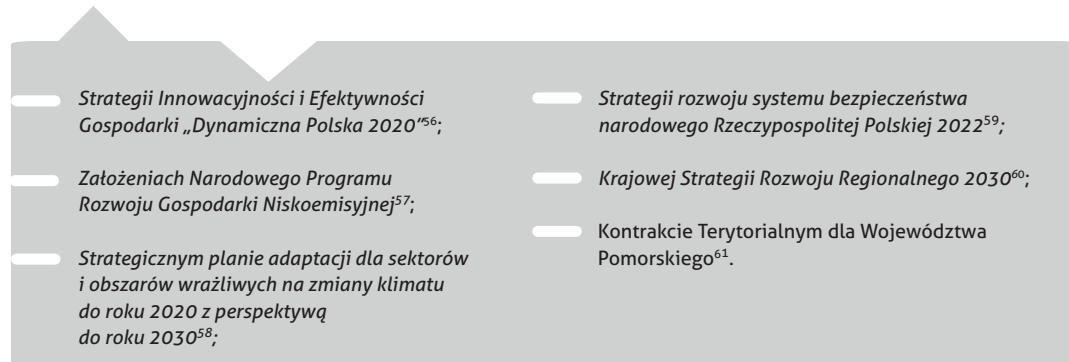 Strategii Innowacyjności i Efektywności
Gospodarki „Dynamiczna Polska 2020”⁵⁶;
Założeniach Narodowego Programu
Rozwoju Gospodarki Niskoemisyjnej⁵⁷;
Strategicznym planie adaptacji dla sektorów
i obszarów wrażliwych na zmiany klimatu
do roku 2020 z perspektywą
do roku 2030⁵⁸;
Strategii rozwoju systemu bezpieczeństwa
narodowego Rzeczypospolitej Polskiej 2022⁵⁹;
Krajowej Strategii Rozwoju Regionalnego 2030⁶⁰;
Kontrakcie Terytorialnym dla Województwa
Pomorskiego⁶¹.